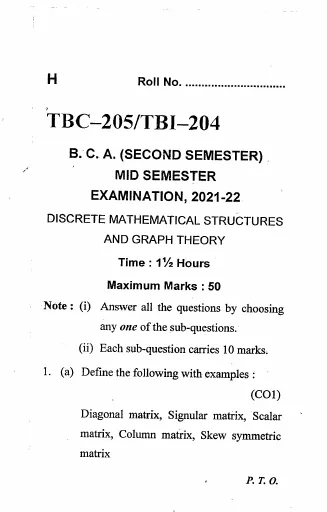 H Roll No. ...............................
TBC–205/TBI–204
B. C. A. (SECOND SEMESTER)
MID SEMESTER
EXAMINATION, 2021-22
DISCRETE MATHEMATICAL STRUCTURES
AND GRAPH THEORY
Time : 1½ Hours
Maximum Marks : 50
Note : (i) Answer all the questions by choosing
any one of the sub-questions.
(ii) Each sub-question carries 10 marks.
1. (a) Define the following with examples :
(CO1)
Diagonal matrix, Signular matrix, Scalar
matrix, Column matrix, Skew symmetric
matrix
P. T. O.